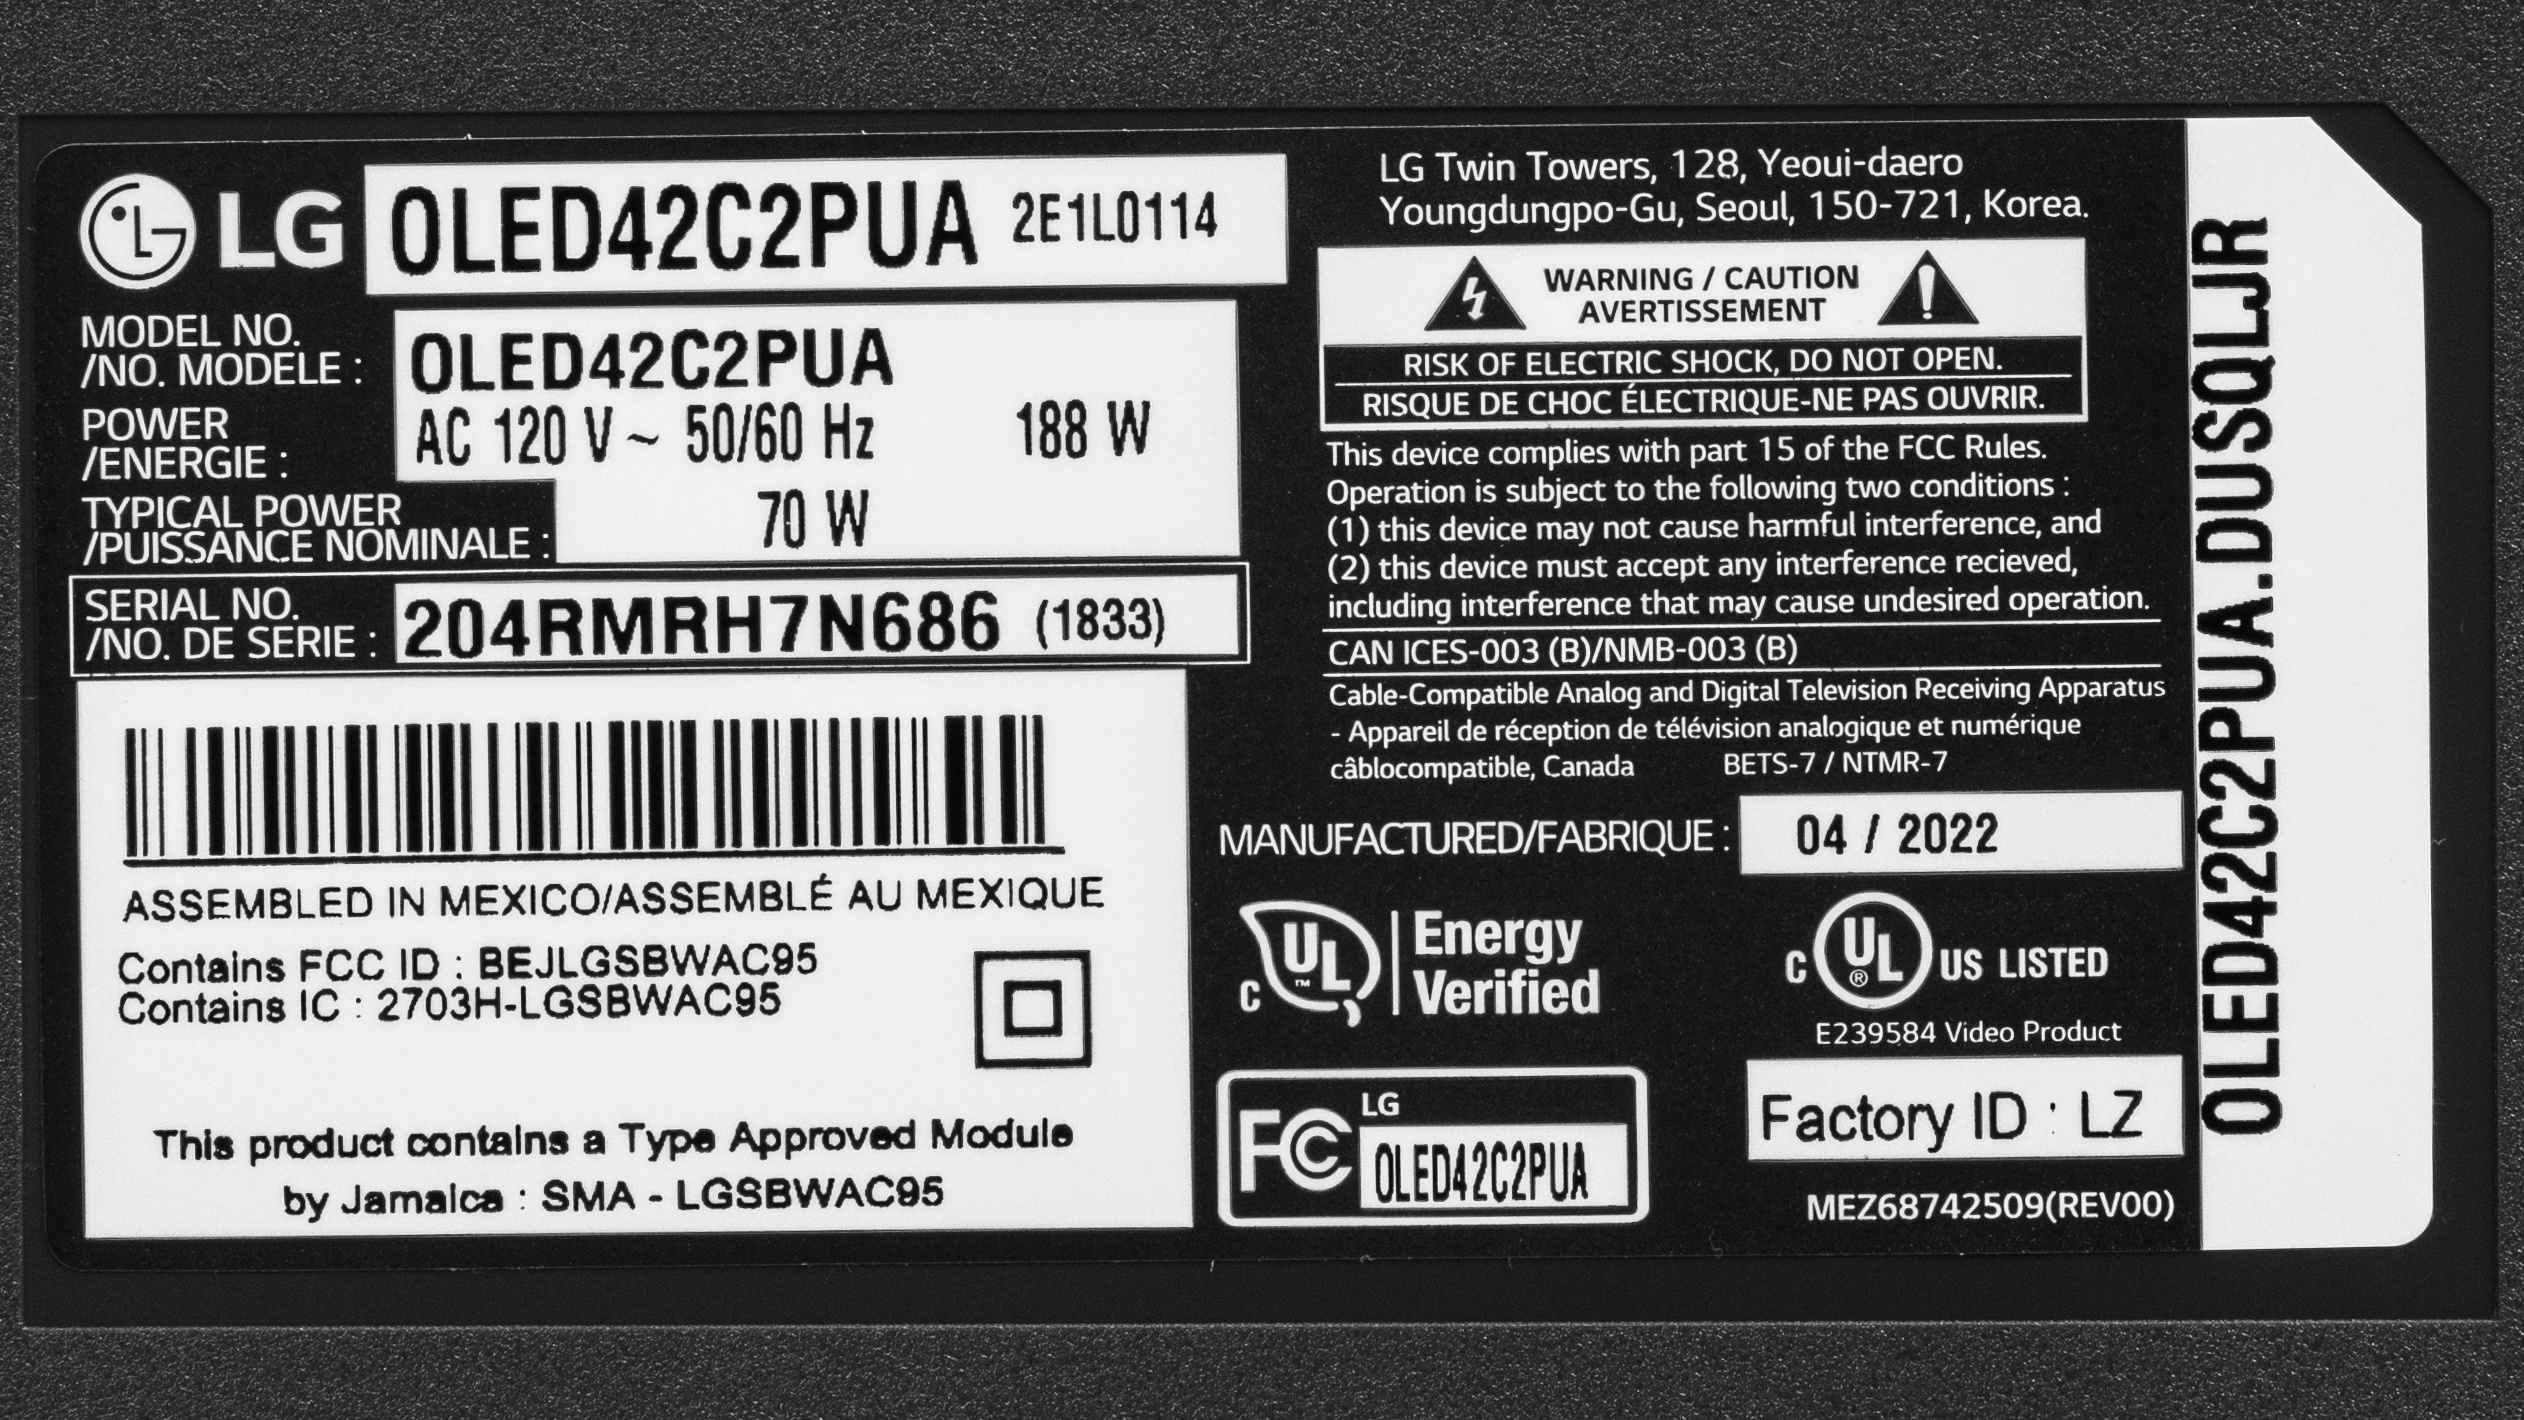 LG OLED42C2PUA 2E1L0114
MODEL NO.
/NO. MODELE : OLED42C2PUA
POWER
/ENERGIE : AC 120 V ~ 50/60 Hz 188 W
TYPICAL POWER
/PUISSANCE NOMINALE : 70 W
SERIAL NO.
/NO. DE SERIE : 204RMRH7N686 (1833)
ASSEMBLED IN MEXICO/ASSEMBLÉ AU MEXIQUE
Contains FCC ID : BEJLGSBWAC95
Contains IC : 2703H-LGSBWAC95
This product contains a Type Approved Module
by Jamaica : SMA - LGSBWAC95
LG Twin Towers, 128, Yeoui-daero
Youngdungpo-Gu, Seoul, 150-721, Korea.
WARNING / CAUTION
AVERTISSEMENT
RISK OF ELECTRIC SHOCK, DO NOT OPEN.
RISQUE DE CHOC ÉLECTRIQUE-NE PAS OUVRIR.
This device complies with part 15 of the FCC Rules.
Operation is subject to the following two conditions :
(1) this device may not cause harmful interference, and
(2) this device must accept any interference recieved,
including interference that may cause undesired operation.
CAN ICES-003 (B)/NMB-003 (B)
Cable-Compatible Analog and Digital Television Receiving Apparatus
- Appareil de réception de télévision analogique et numérique
câblocompatible, Canada BETS-7 / NTMR-7
MANUFACTURED/FABRIQUE : 04 / 2022
C UL ™ Energy
Verified
C UL ® US LISTED
E239584 Video Product
FC LG
OLED42C2PUA
Factory ID : LZ
MEZ68742509(REV00)
OLED42C2PUA.DUSQLJR